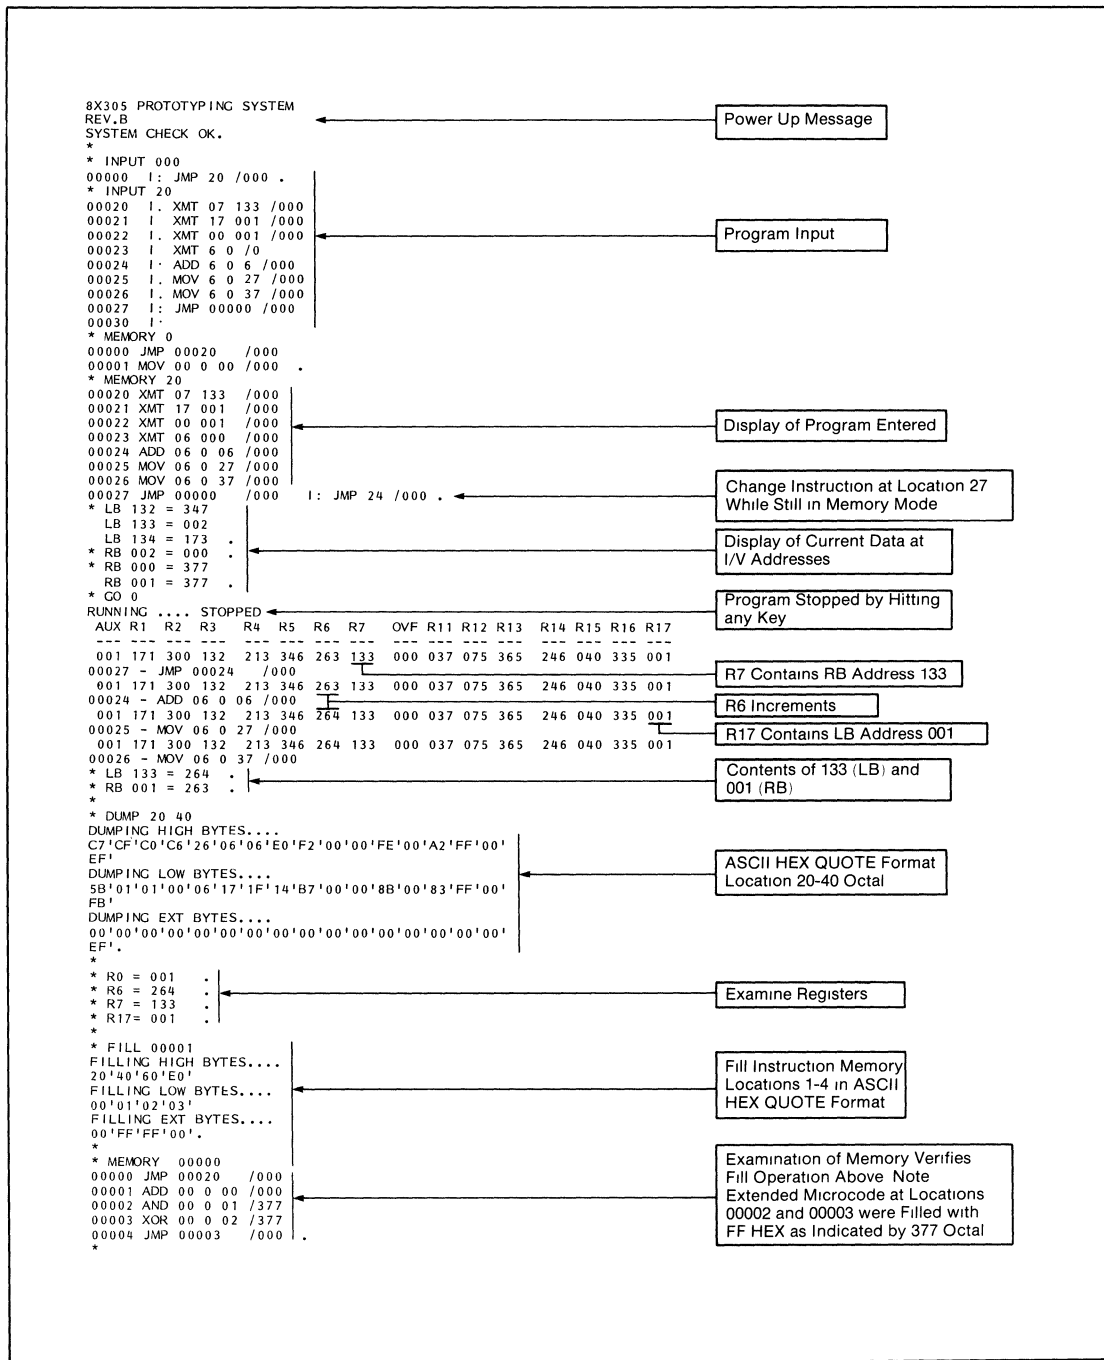 8X305 PROTOTYPING SYSTEM
REV.B
SYSTEM CHECK OK.
*
* INPUT 000
00000 I: JMP 20 /000 .
* INPUT 20
00020 I. XMT 07 133 /000
00021 I XMT 17 001 /000
00022 I. XMT 00 001 /000
00023 I XMT 6 0 /0
00024 I· ADD 6 0 6 /000
00025 I. MOV 6 0 27 /000
00026 I. MOV 6 0 37 /000
00027 I: JMP 00000 /000
00030 I·
* MEMORY 0
00000 JMP 00020 /000
00001 MOV 00 0 00 /000 .
* MEMORY 20
00020 XMT 07 133 /000
00021 XMT 17 001 /000
00022 XMT 00 001 /000
00023 XMT 06 000 /000
00024 ADD 06 0 06 /000
00025 MOV 06 0 27 /000
00026 MOV 06 0 37 /000
00027 JMP 00000 /000 I: JMP 24 /000 .
* LB 132 = 347
LB 133 = 002
LB 134 = 173 .
* RB 002 = 000 .
* RB 000 = 377
RB 001 = 377 .
* GO 0
RUNNING .... STOPPED
AUX R1 R2 R3 R4 R5 R6 R7 OVF R11 R12 R13 R14 R15 R16 R17
--- --- --- --- --- --- --- --- --- --- --- --- --- --- --- ---
001 171 300 132 213 346 263 133 000 037 075 365 246 040 335 001
00027 - JMP 00024 /000
001 171 300 132 213 346 263 133 000 037 075 365 246 040 335 001
00024 - ADD 06 0 06 /000
001 171 300 132 213 346 264 133 000 037 075 365 246 040 335 001
00025 - MOV 06 0 27 /000
001 171 300 132 213 346 264 133 000 037 075 365 246 040 335 001
00026 - MOV 06 0 37 /000
* LB 133 = 264 .
* RB 001 = 263 .
*
* DUMP 20 40
DUMPING HIGH BYTES....
C7'CF'C0'C6'26'06'06'E0'F2'00'00'FE'00'A2'FF'00'
EF'
DUMPING LOW BYTES....
5B'01'01'00'06'17'1F'14'B7'00'00'8B'00'83'FF'00'
FB'
DUMPING EXT BYTES....
00'00'00'00'00'00'00'00'00'00'00'00'00'00'00'00'
EF'.
*
* R0 = 001 .
* R6 = 264 .
* R7 = 133 .
* R17= 001 .
*
* FILL 00001
FILLING HIGH BYTES....
20'40'60'E0'
FILLING LOW BYTES....
00'01'02'03'
FILLING EXT BYTES....
00'FF'FF'00'.
*
* MEMORY 00000
00000 JMP 00020 /000
00001 ADD 00 0 00 /000
00002 AND 00 0 01 /377
00003 XOR 00 0 02 /377
00004 JMP 00003 /000 .
*
Power Up Message
Program Input
Display of Program Entered
Change Instruction at Location 27
While Still in Memory Mode
Display of Current Data at
I/V Addresses
Program Stopped by Hitting
any Key
R7 Contains RB Address 133
R6 Increments
R17 Contains LB Address 001
Contents of 133 (LB) and
001 (RB)
ASCII HEX QUOTE Format
Location 20-40 Octal
Examine Registers
Fill Instruction Memory
Locations 1-4 in ASCII
HEX QUOTE Format
Examination of Memory Verifies
Fill Operation Above Note
Extended Microcode at Locations
00002 and 00003 were Filled with
FF HEX as Indicated by 377 Octal